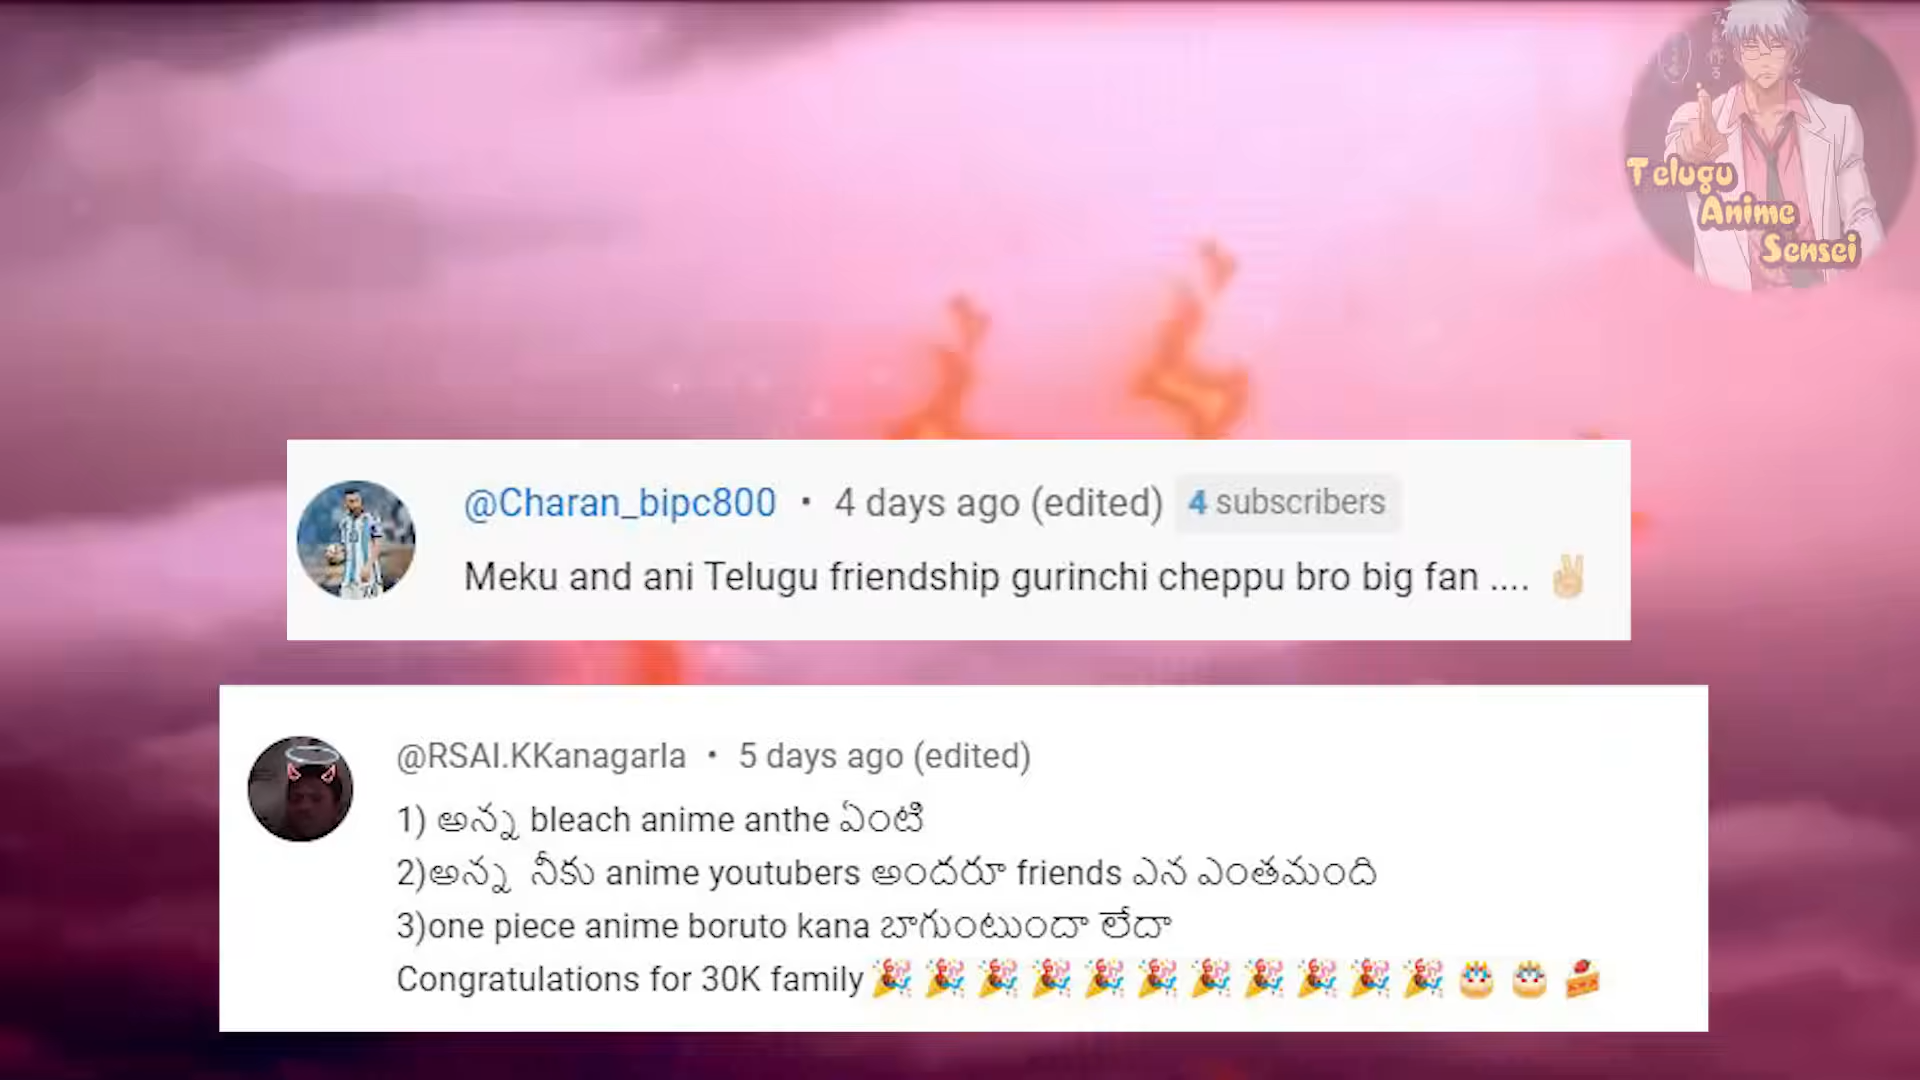 Telugu
Anime
Sensei
@Charan_bipc800 • 4 days ago (edited) 4 subscribers
Meku and ani Telugu friendship gurinchi cheppu bro big fan .... ✌🏼
@RSAI.KKanagarla • 5 days ago (edited)
1) అన్న bleach anime anthe ఏంటి
2)అన్న నీకు anime youtubers అందరూ friends ఎన ఎంతమంది
3)one piece anime boruto kana బాగుంటుందా లేదా
Congratulations for 30K family🎉🎉🎉🎉🎉🎉🎉🎉🎉🎉🎉🎂🎂🍰